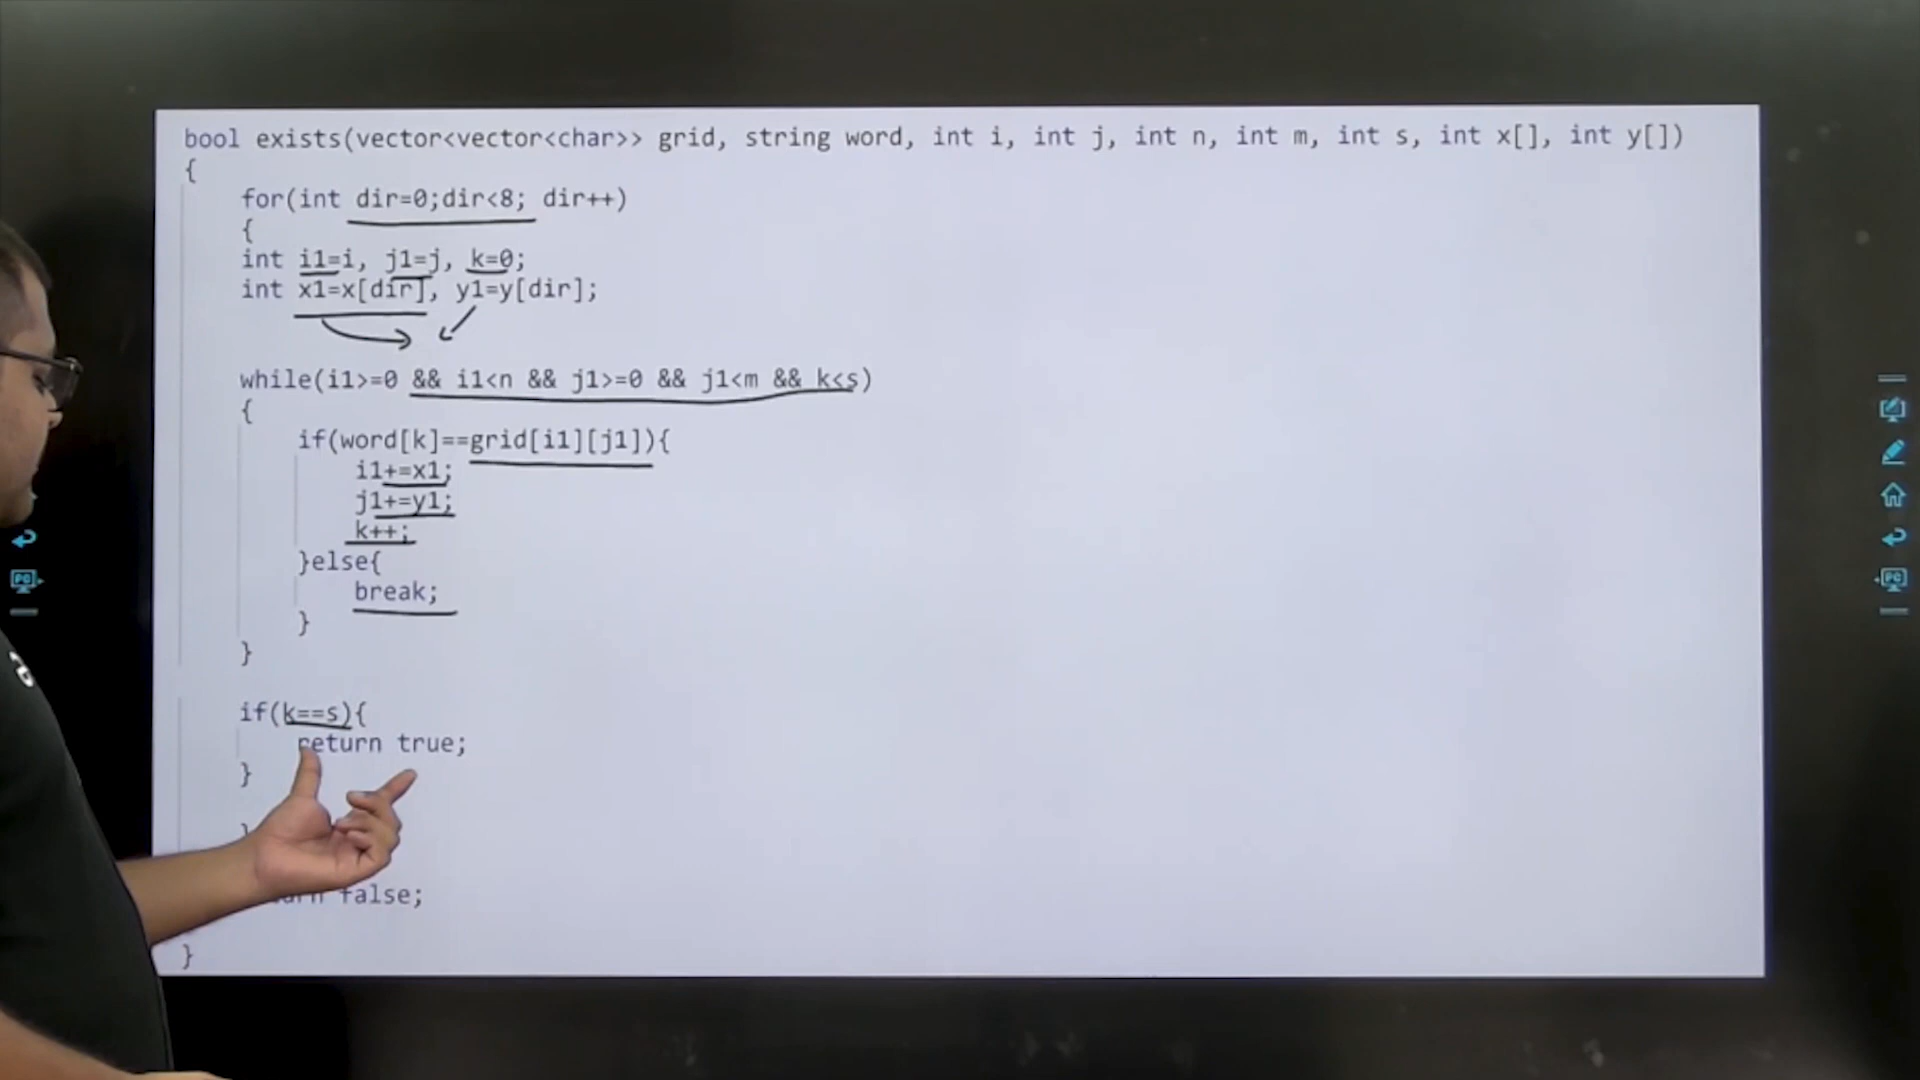 bool exists(vector<vector<char>> grid, string word, int i, int j, int n, int m, int s, int x[], int y[])
{
for(int dir=0;dir<8; dir++)
{
int i1=i, j1=j, k=0;
int x1=x[dir], y1=y[dir];
while(i1>=0 && i1<n && j1>=0 && j1<m && k<s)
{
if(word[k]==grid[i1][j1]){
i1+=x1;
j1+=y1;
k++;
}else{
break;
}
}
if(k==s){
return true;
}
false;
}
PC
PC